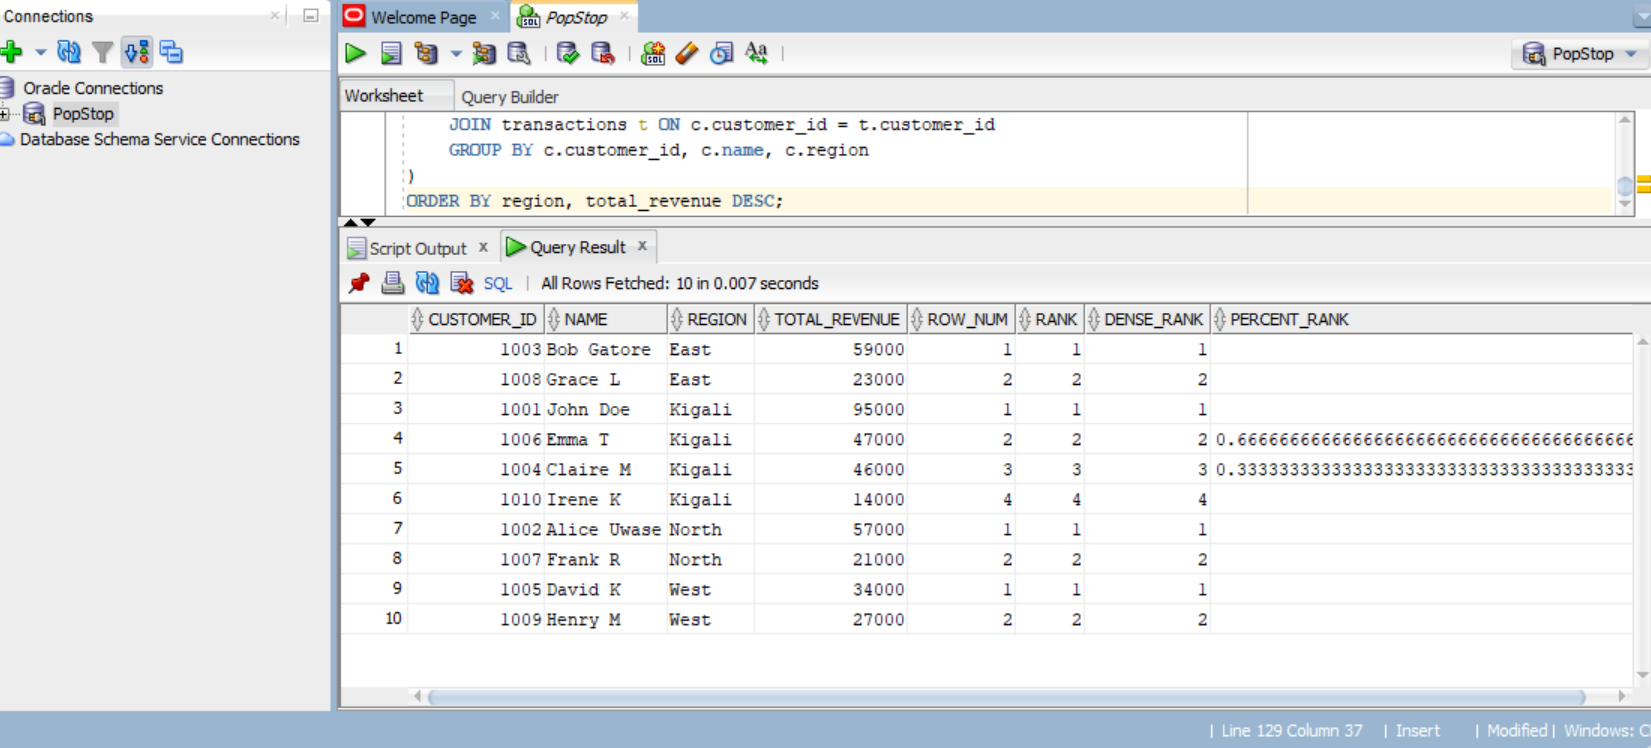 Connections
Welcome Page
PopStop
PopStop
Oracle Connections
PopStop
Database Schema Service Connections
Worksheet Query Builder
JOIN transactions t ON c.customer_id = t.customer_id
GROUP BY c.customer_id, c.name, c.region
)
ORDER BY region, total_revenue DESC;
Script Output x Query Result x
SQL | All Rows Fetched: 10 in 0.007 seconds
CUSTOMER_ID NAME REGION TOTAL_REVENUE ROW_NUM RANK DENSE_RANK PERCENT_RANK
1 1003 Bob Gatore East 59000 1 1 1
2 1008 Grace L East 23000 2 2 2
3 1001 John Doe Kigali 95000 1 1 1
4 1006 Emma T Kigali 47000 2 2 2 0.6666666666666666666666666666666666666
5 1004 Claire M Kigali 46000 3 3 3 0.3333333333333333333333333333333333333
6 1010 Irene K Kigali 14000 4 4 4
7 1002 Alice Uwase North 57000 1 1 1
8 1007 Frank R North 21000 2 2 2
9 1005 David K West 34000 1 1 1
10 1009 Henry M West 27000 2 2 2
| Line 129 Column 37 | Insert | Modified | Windows: C